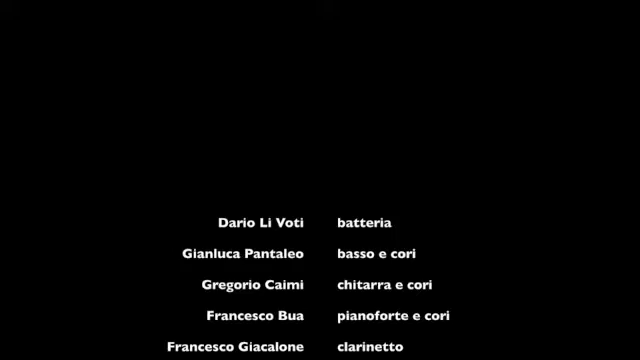 Dario Li Voti batteria
Gianluca Pantaleo basso e cori
Gregorio Caimi chitarra e cori
Francesco Bua pianoforte e cori
Francesco Giacalone clarinetto